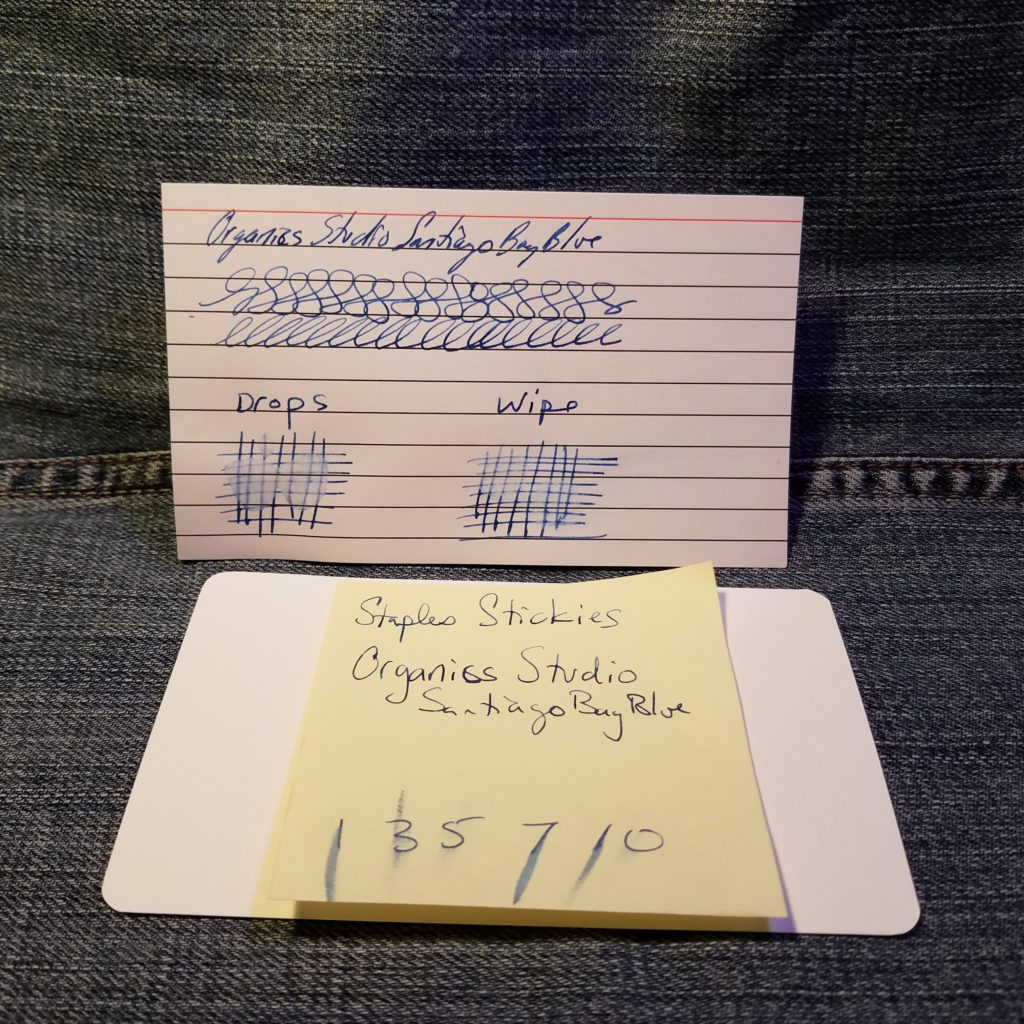 Organics Studio Santiago Bay Blue
Drops
Wipe
Staples Stickies
Organics Studio
Santiago Bay Blue
1 3 5 7 10